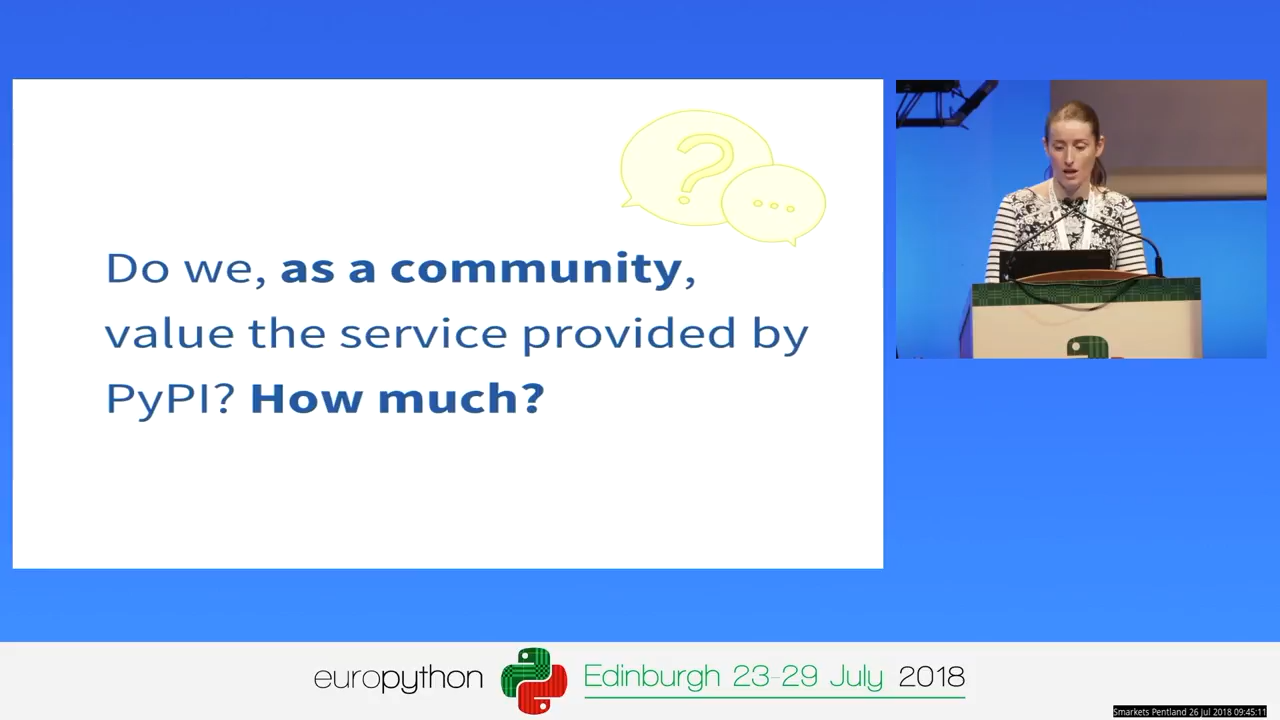 Do we, as a community,
value the service provided by
PyPI? How much?
europython Edinburgh 23-29 July 2018
Smarkets Pentland 26 Jul 2018 09:45:11